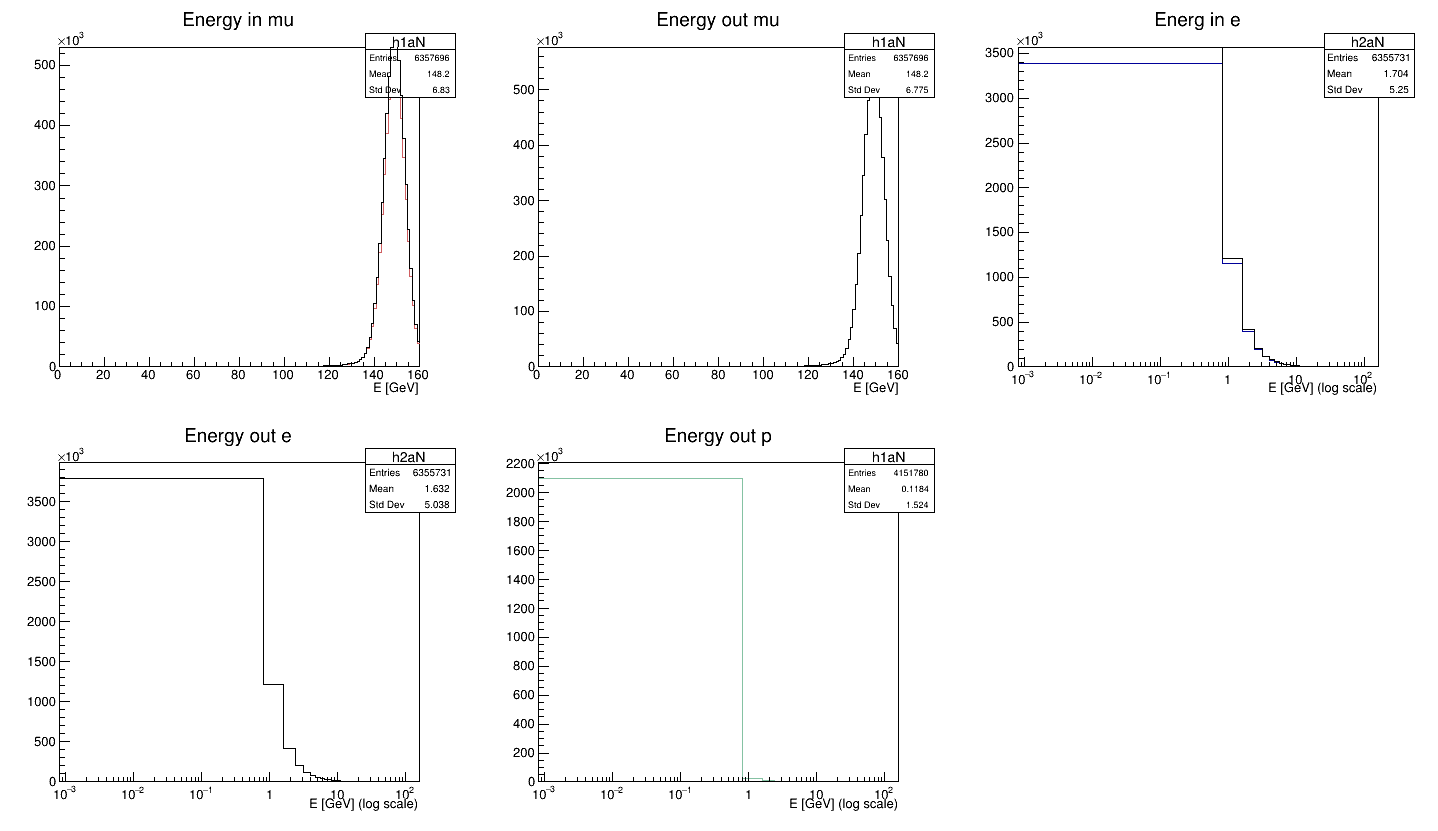 Energy in mu
×10³
h1aN
Entries 6357696
Mean 148.2
Std Dev 6.83
500
400
300
200
100
0
0 20 40 60 80 100 120 140 160
E [GeV]
Energy out mu
×10³
h1aN
Entries 6357696
Mean 148.2
Std Dev 6.775
500
400
300
200
100
0
0 20 40 60 80 100 120 140 160
E [GeV]
Energ in e
×10³
h2aN
Entries 6355731
Mean 1.704
Std Dev 5.25
3500
3000
2500
2000
1500
1000
500
0
10⁻³ 10⁻² 10⁻¹ 1 10 10²
E [GeV] (log scale)
Energy out e
×10³
h2aN
Entries 6355731
Mean 1.632
Std Dev 5.038
3500
3000
2500
2000
1500
1000
500
0
10⁻³ 10⁻² 10⁻¹ 1 10 10²
E [GeV] (log scale)
Energy out p
×10³
h1aN
Entries 4151780
Mean 0.1184
Std Dev 1.524
2200
2000
1800
1600
1400
1200
1000
800
600
400
200
0
10⁻³ 10⁻² 10⁻¹ 1 10 10²
E [GeV] (log scale)